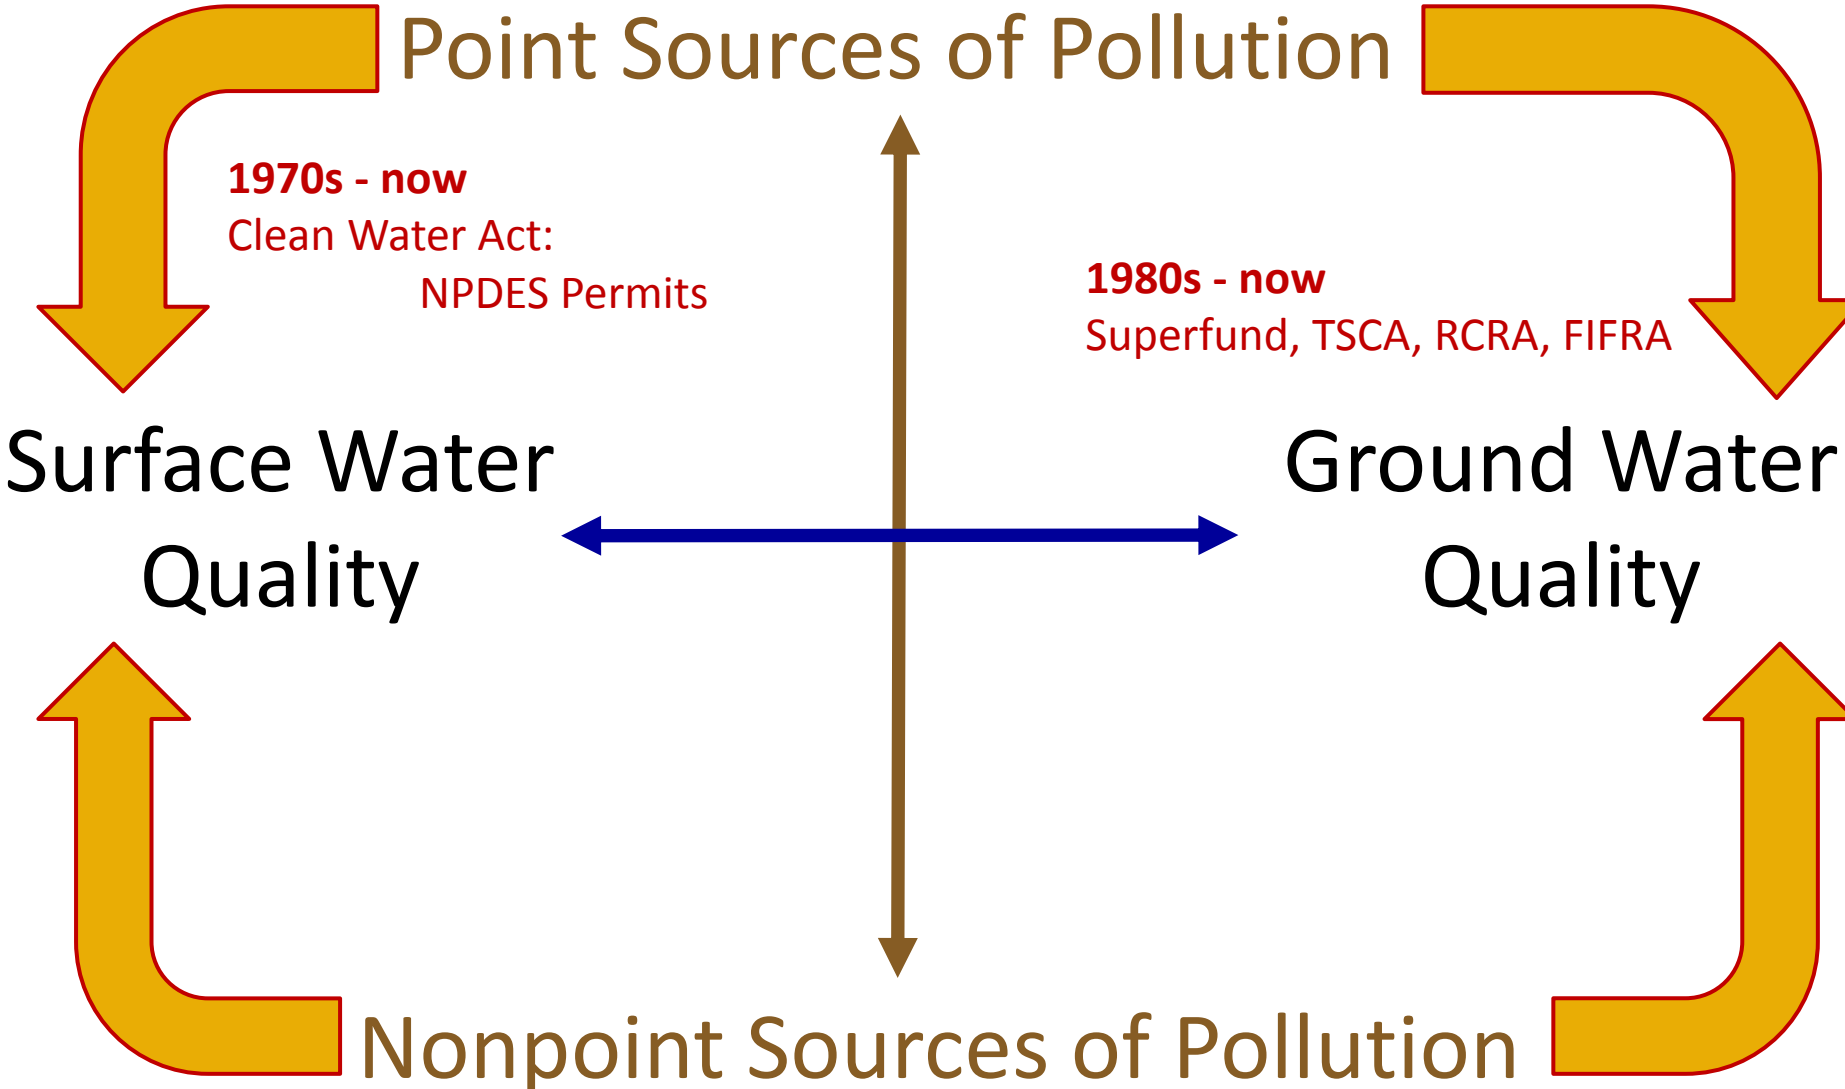 Point Sources of Pollution
1970s - now
Clean Water Act:
NPDES Permits
1980s - now
Superfund, TSCA, RCRA, FIFRA
Surface Water
Quality
Ground Water
Quality
Nonpoint Sources of Pollution